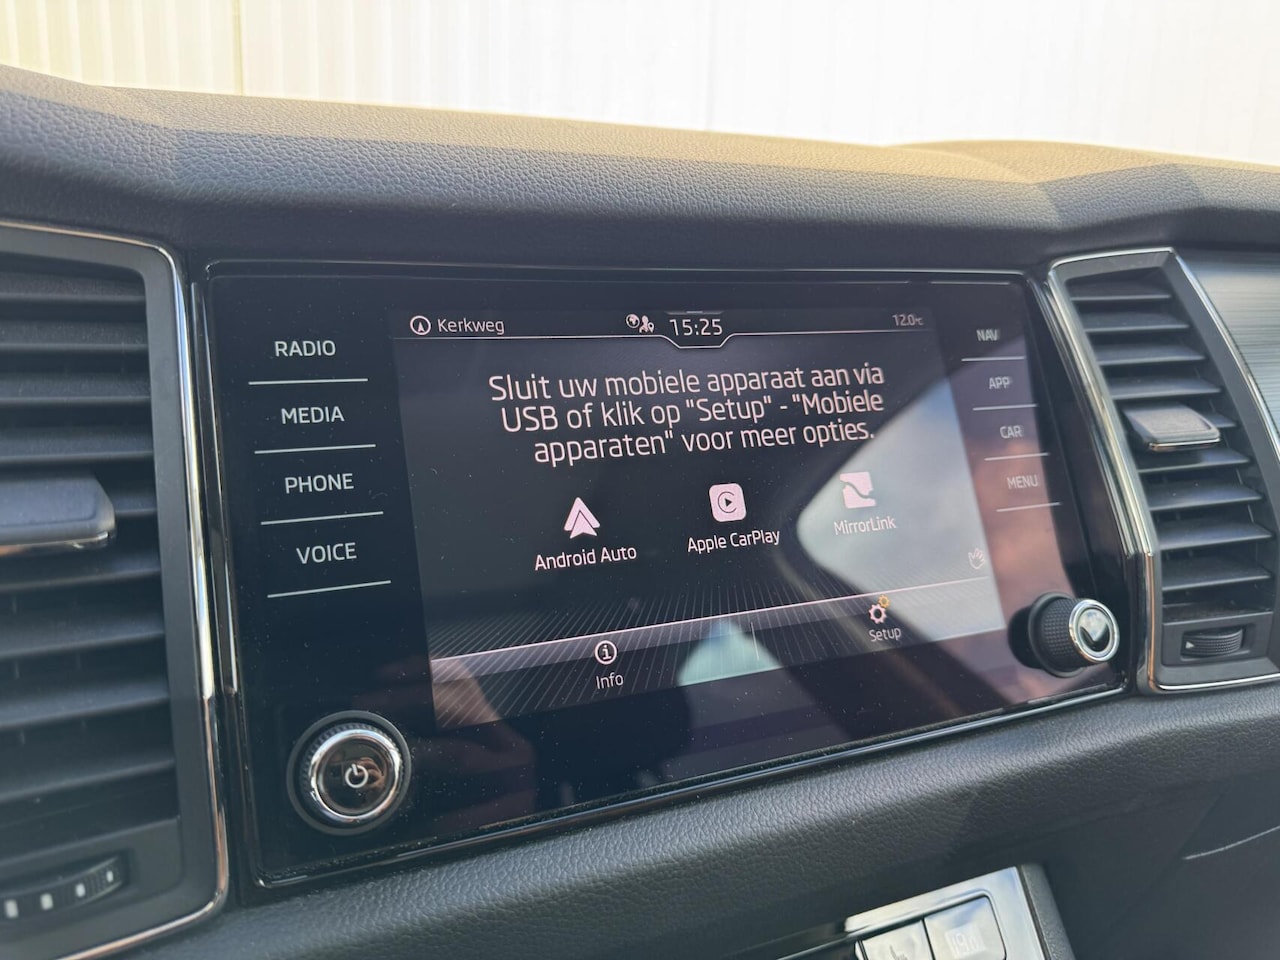 Kerkweg
15:25
12.0°C
RADIO
MEDIA
PHONE
VOICE
Sluit uw mobiele apparaat aan via
USB of klik op "Setup" - "Mobiele
apparaten" voor meer opties.
Android Auto
Apple CarPlay
MirrorLink
Info
Setup
NAV
APP
CAR
MENU